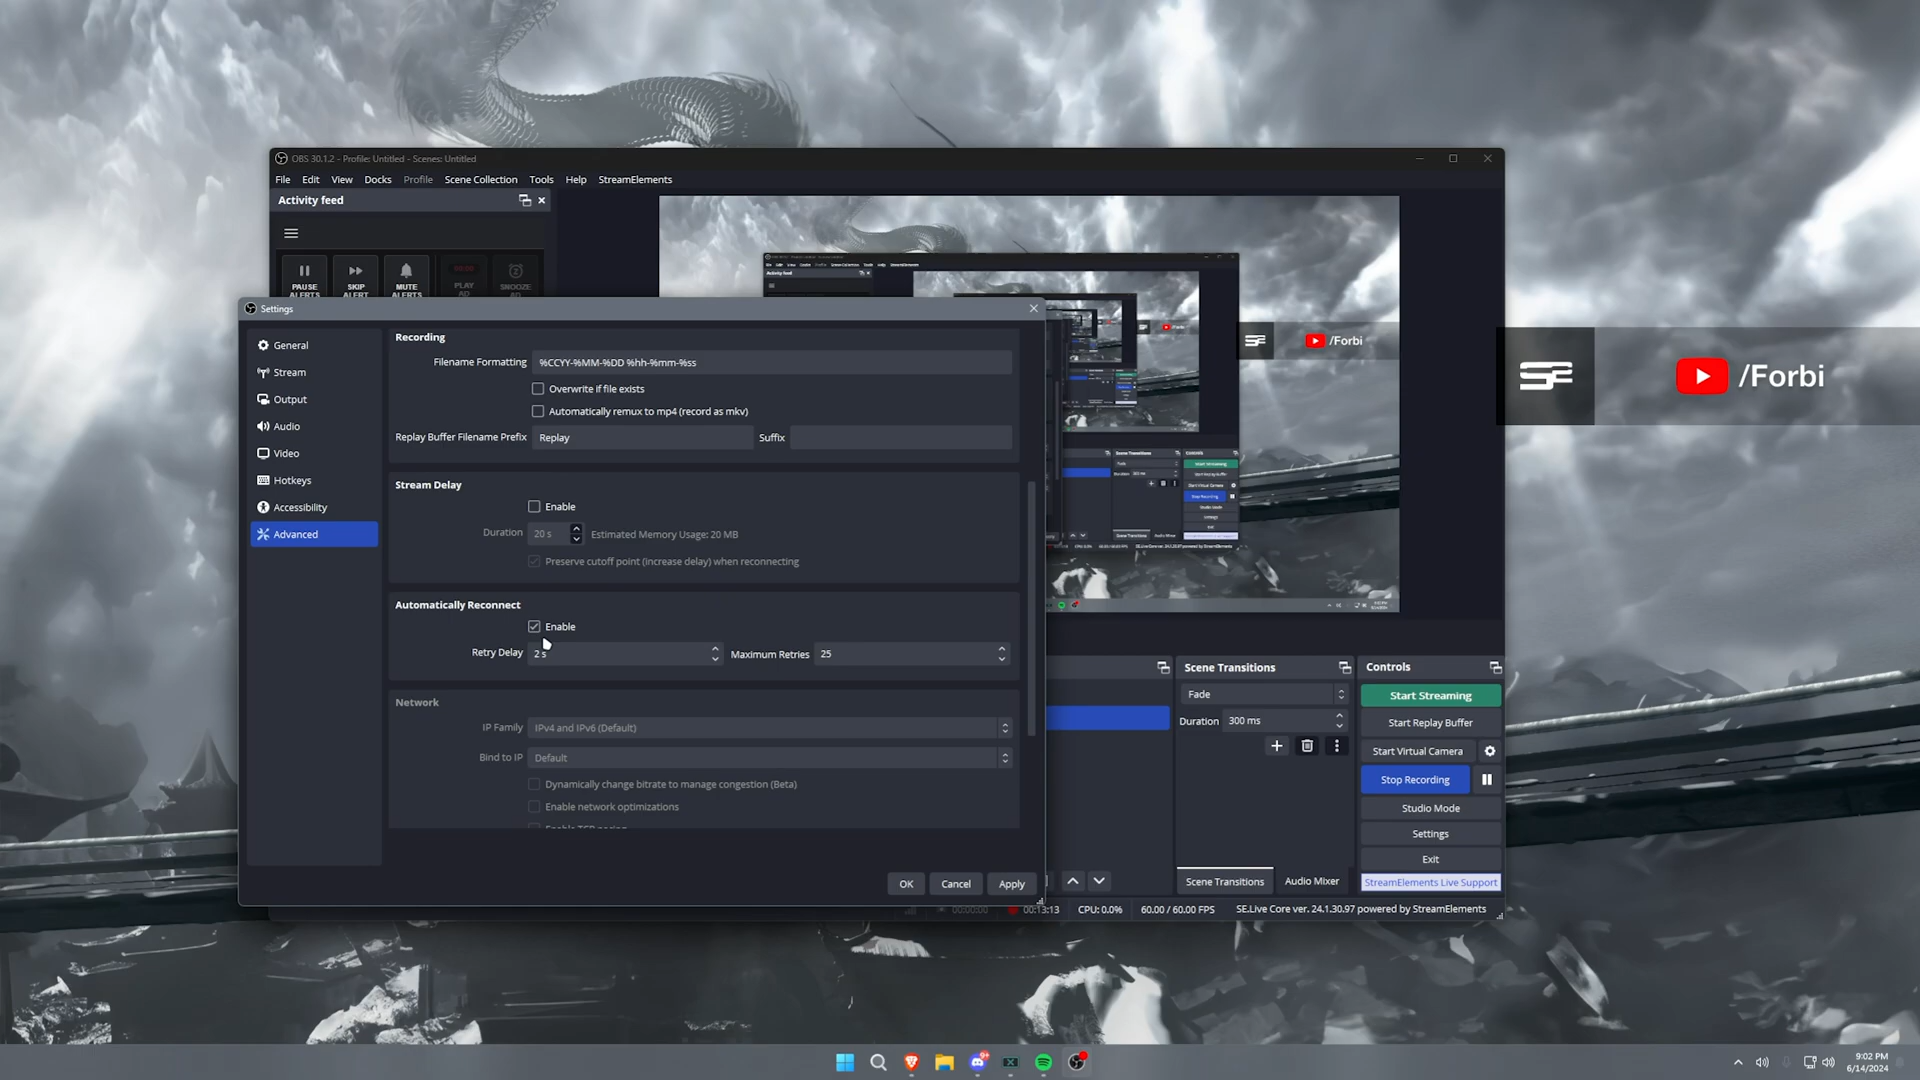 OBS 30.1.2 - Profile: Untitled - Scenes: Untitled
File Edit View Docks Profile Scene Collection Tools Help StreamElements
Activity feed
PAUSE ALERTS
SKIP ALERT
MUTE ALERTS
PLAY AD
SNOOZE AD
Settings
General
Stream
Output
Audio
Video
Hotkeys
Accessibility
Advanced
Recording
Filename Formatting %CCYY-%MM-%DD %hh-%mm-%ss
Overwrite if file exists
Automatically remux to mp4 (record as mkv)
Replay Buffer Filename Prefix Replay Suffix
Stream Delay
Enable
Duration 20 s Estimated Memory Usage: 20 MB
Preserve cutoff point (increase delay) when reconnecting
Automatically Reconnect
Enable
Retry Delay 2 s Maximum Retries 25
Network
IP Family IPv4 and IPv6 (Default)
Bind to IP Default
Dynamically change bitrate to manage congestion (Beta)
Enable network optimizations
OK Cancel Apply
/Forbi
/Forbi
Scene Transitions
Fade
Duration 300 ms
Scene Transitions Audio Mixer
Controls
Start Streaming
Start Replay Buffer
Start Virtual Camera
Stop Recording
Studio Mode
Settings
Exit
StreamElements Live Support
00:00:00 00:13:13 CPU: 0.0% 60.00 / 60.00 FPS SE.Live Core ver. 24.1.30.97 powered by StreamElements
9:02 PM
6/14/2024